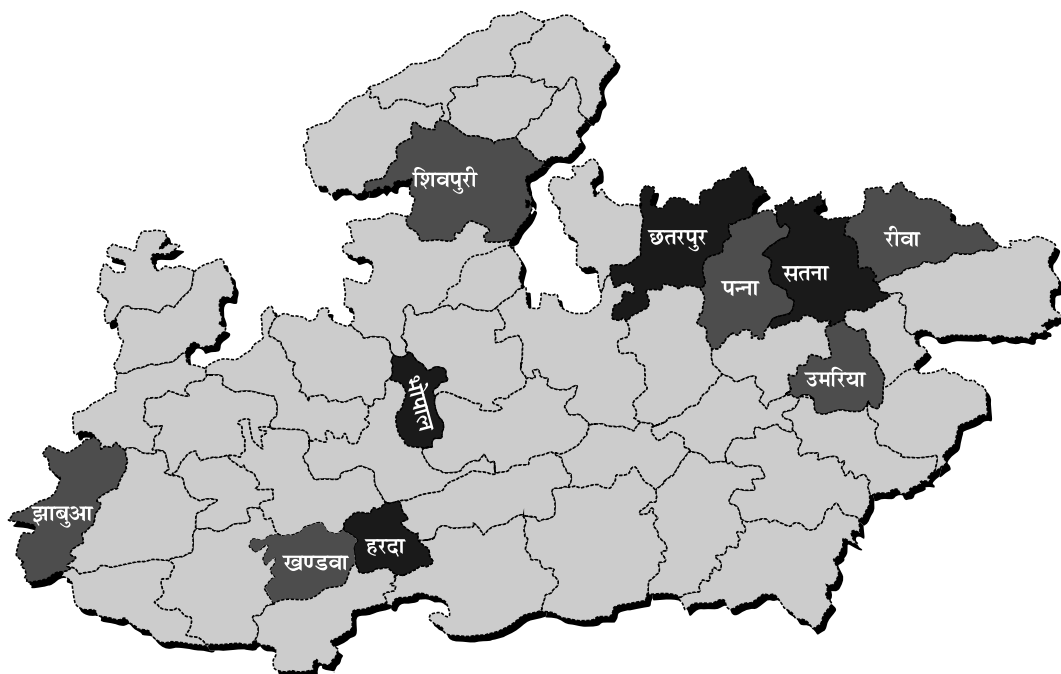 शिवपुरी
छतरपुर
रीवा
सतना
पन्ना
उमरिया
भोपाल
झाबुआ
हरदा
खण्डवा